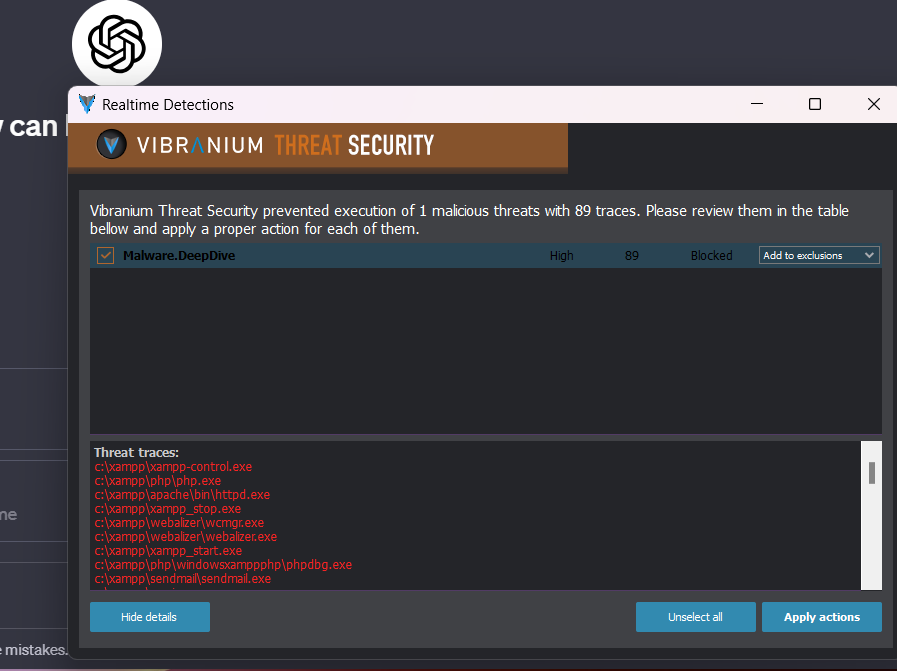 can
Realtime Detections
VIBRANIUM THREAT SECURITY
Vibranium Threat Security prevented execution of 1 malicious threats with 89 traces. Please review them in the table
bellow and apply a proper action for each of them.
Malware.DeepDive High 89 Blocked Add to exclusions
Threat traces:
c:\xampp\xampp-control.exe
c:\xampp\php\php.exe
c:\xampp\apache\bin\httpd.exe
c:\xampp\xampp_stop.exe
c:\xampp\webalizer\wcmgr.exe
c:\xampp\webalizer\webalizer.exe
c:\xampp\xampp_start.exe
c:\xampp\php\windowsxamppphp\phpdbg.exe
c:\xampp\sendmail\sendmail.exe
me
Hide details Unselect all Apply actions
mistakes.